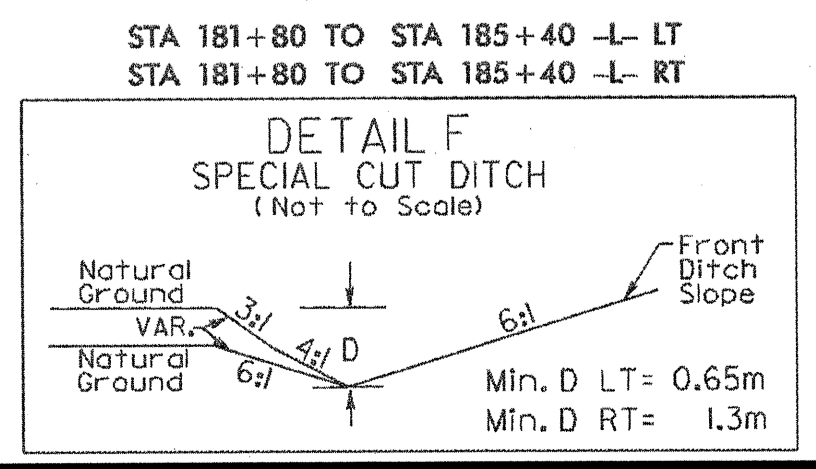 STA 181+80 TO STA 185+40 -L- LT
STA 181+80 TO STA 185+40 -L- RT
DETAIL F
SPECIAL CUT DITCH
(Not to Scale)
Natural
Ground
Front
Ditch
Slope
3:1
6:1
VAR.
4:1
D
Natural
Ground
6:1
Min. D LT= 0.65m
Min. D RT= 1.3m